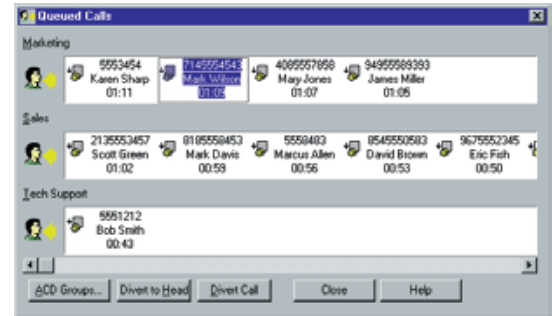 Queued Calls
Marketing
5553454 7145554543 4085557858 94955589393
Karen Sharp Mark Wilson Mary Jones James Miller
01:11 01:09 01:07 01:05
Sales
2135553457 8185558453 5558483 8545550583 9675552345
Scott Green Mark Davis Marcus Allen David Brown Eric Fish
01:02 00:59 00:56 00:53 00:50
Tech Support
5551212
Bob Smith
00:43
ACD Groups... Divert to Head Divert Call Close Help